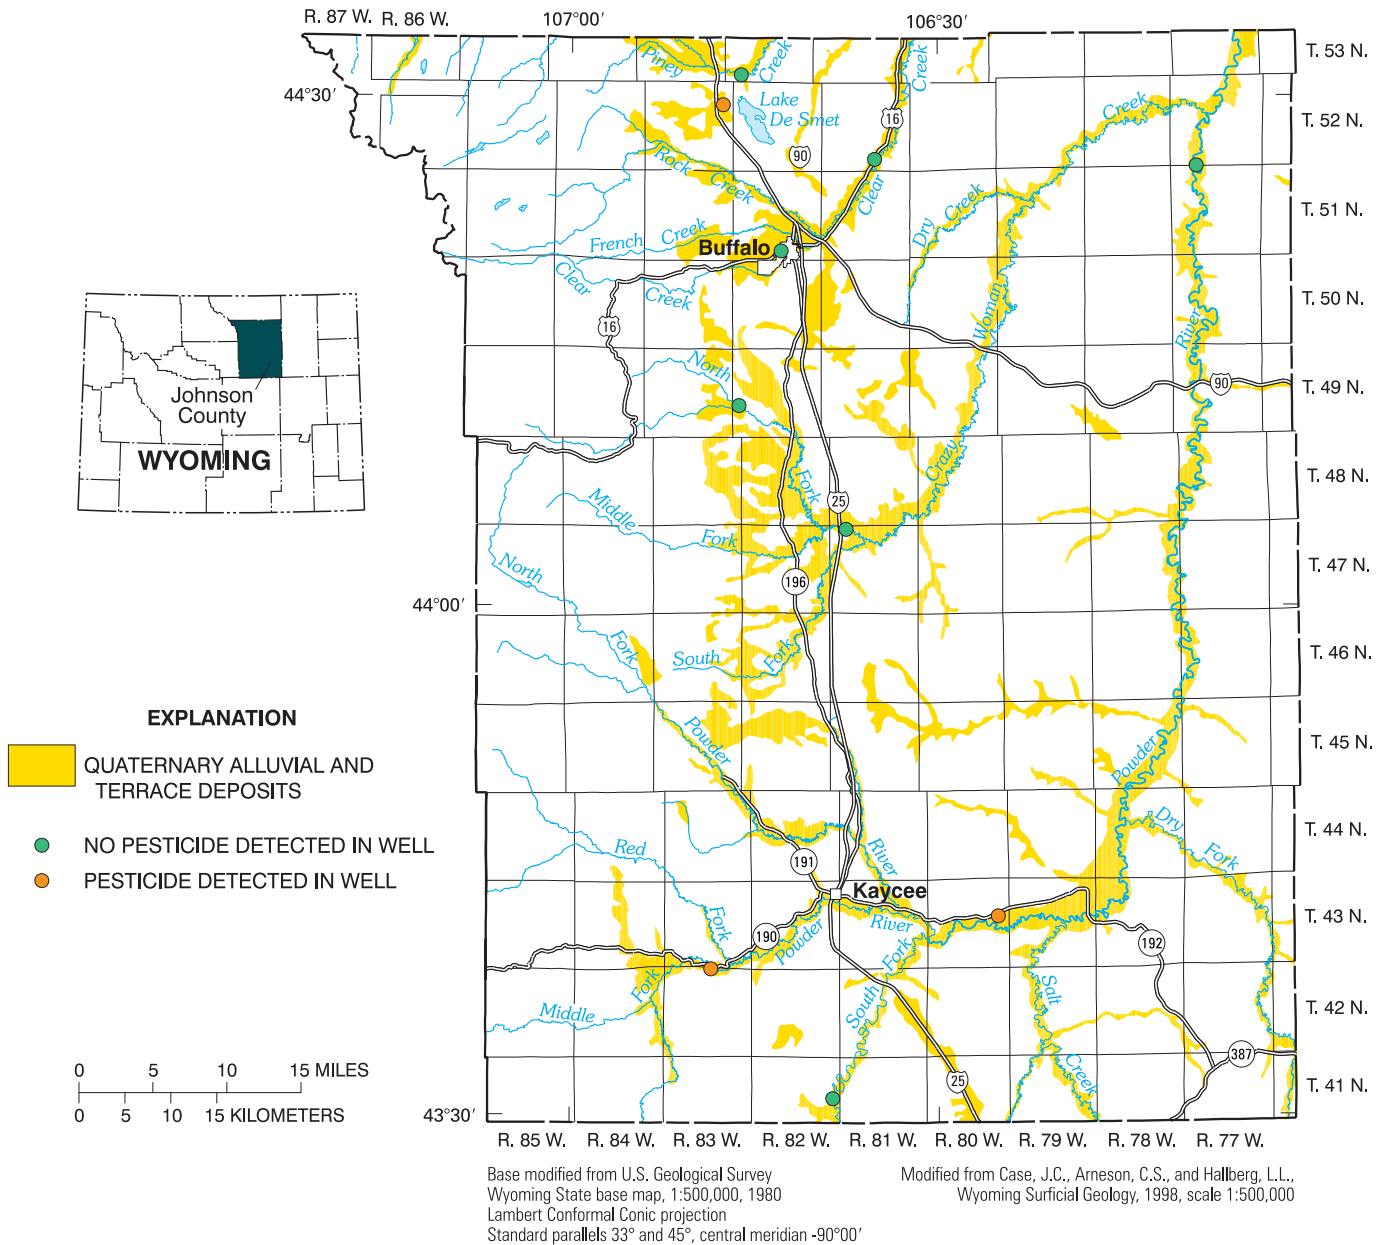 R. 87 W. R. 86 W. 107°00' 106°30'
T. 53 N.
44°30'
Piney
Creek
Creek
Lake
De Smet
16
90
Creek
T. 52 N.
Rock
Creek
Clear
Dry
Creek
T. 51 N.
French Creek
Buffalo
Clear
Creek
16
Woman
River
T. 50 N.
Johnson
County
WYOMING
North
90
T. 49 N.
Fork
Crazy
25
T. 48 N.
Middle
Fork
North
196
T. 47 N.
44°00'
Fork
South
Fork
T. 46 N.
Powder
Powder
T. 45 N.
EXPLANATION
QUATERNARY ALLUVIAL AND
TERRACE DEPOSITS
NO PESTICIDE DETECTED IN WELL
PESTICIDE DETECTED IN WELL
Red
191
River
Dry
Fork
T. 44 N.
Kaycee
Fork
190
Powder
River
Fork
192
T. 43 N.
Middle
Fork
South
Salt
T. 42 N.
387
Creek
25
T. 41 N.
0 5 10 15 MILES
0 5 10 15 KILOMETERS
43°30'
R. 85 W. R. 84 W. R. 83 W. R. 82 W. R. 81 W. R. 80 W. R. 79 W. R. 78 W. R. 77 W.
Base modified from U.S. Geological Survey
Wyoming State base map, 1:500,000, 1980
Lambert Conformal Conic projection
Standard parallels 33° and 45°, central meridian -90°00'
Modified from Case, J.C., Arneson, C.S., and Hallberg, L.L.,
Wyoming Surficial Geology, 1998, scale 1:500,000